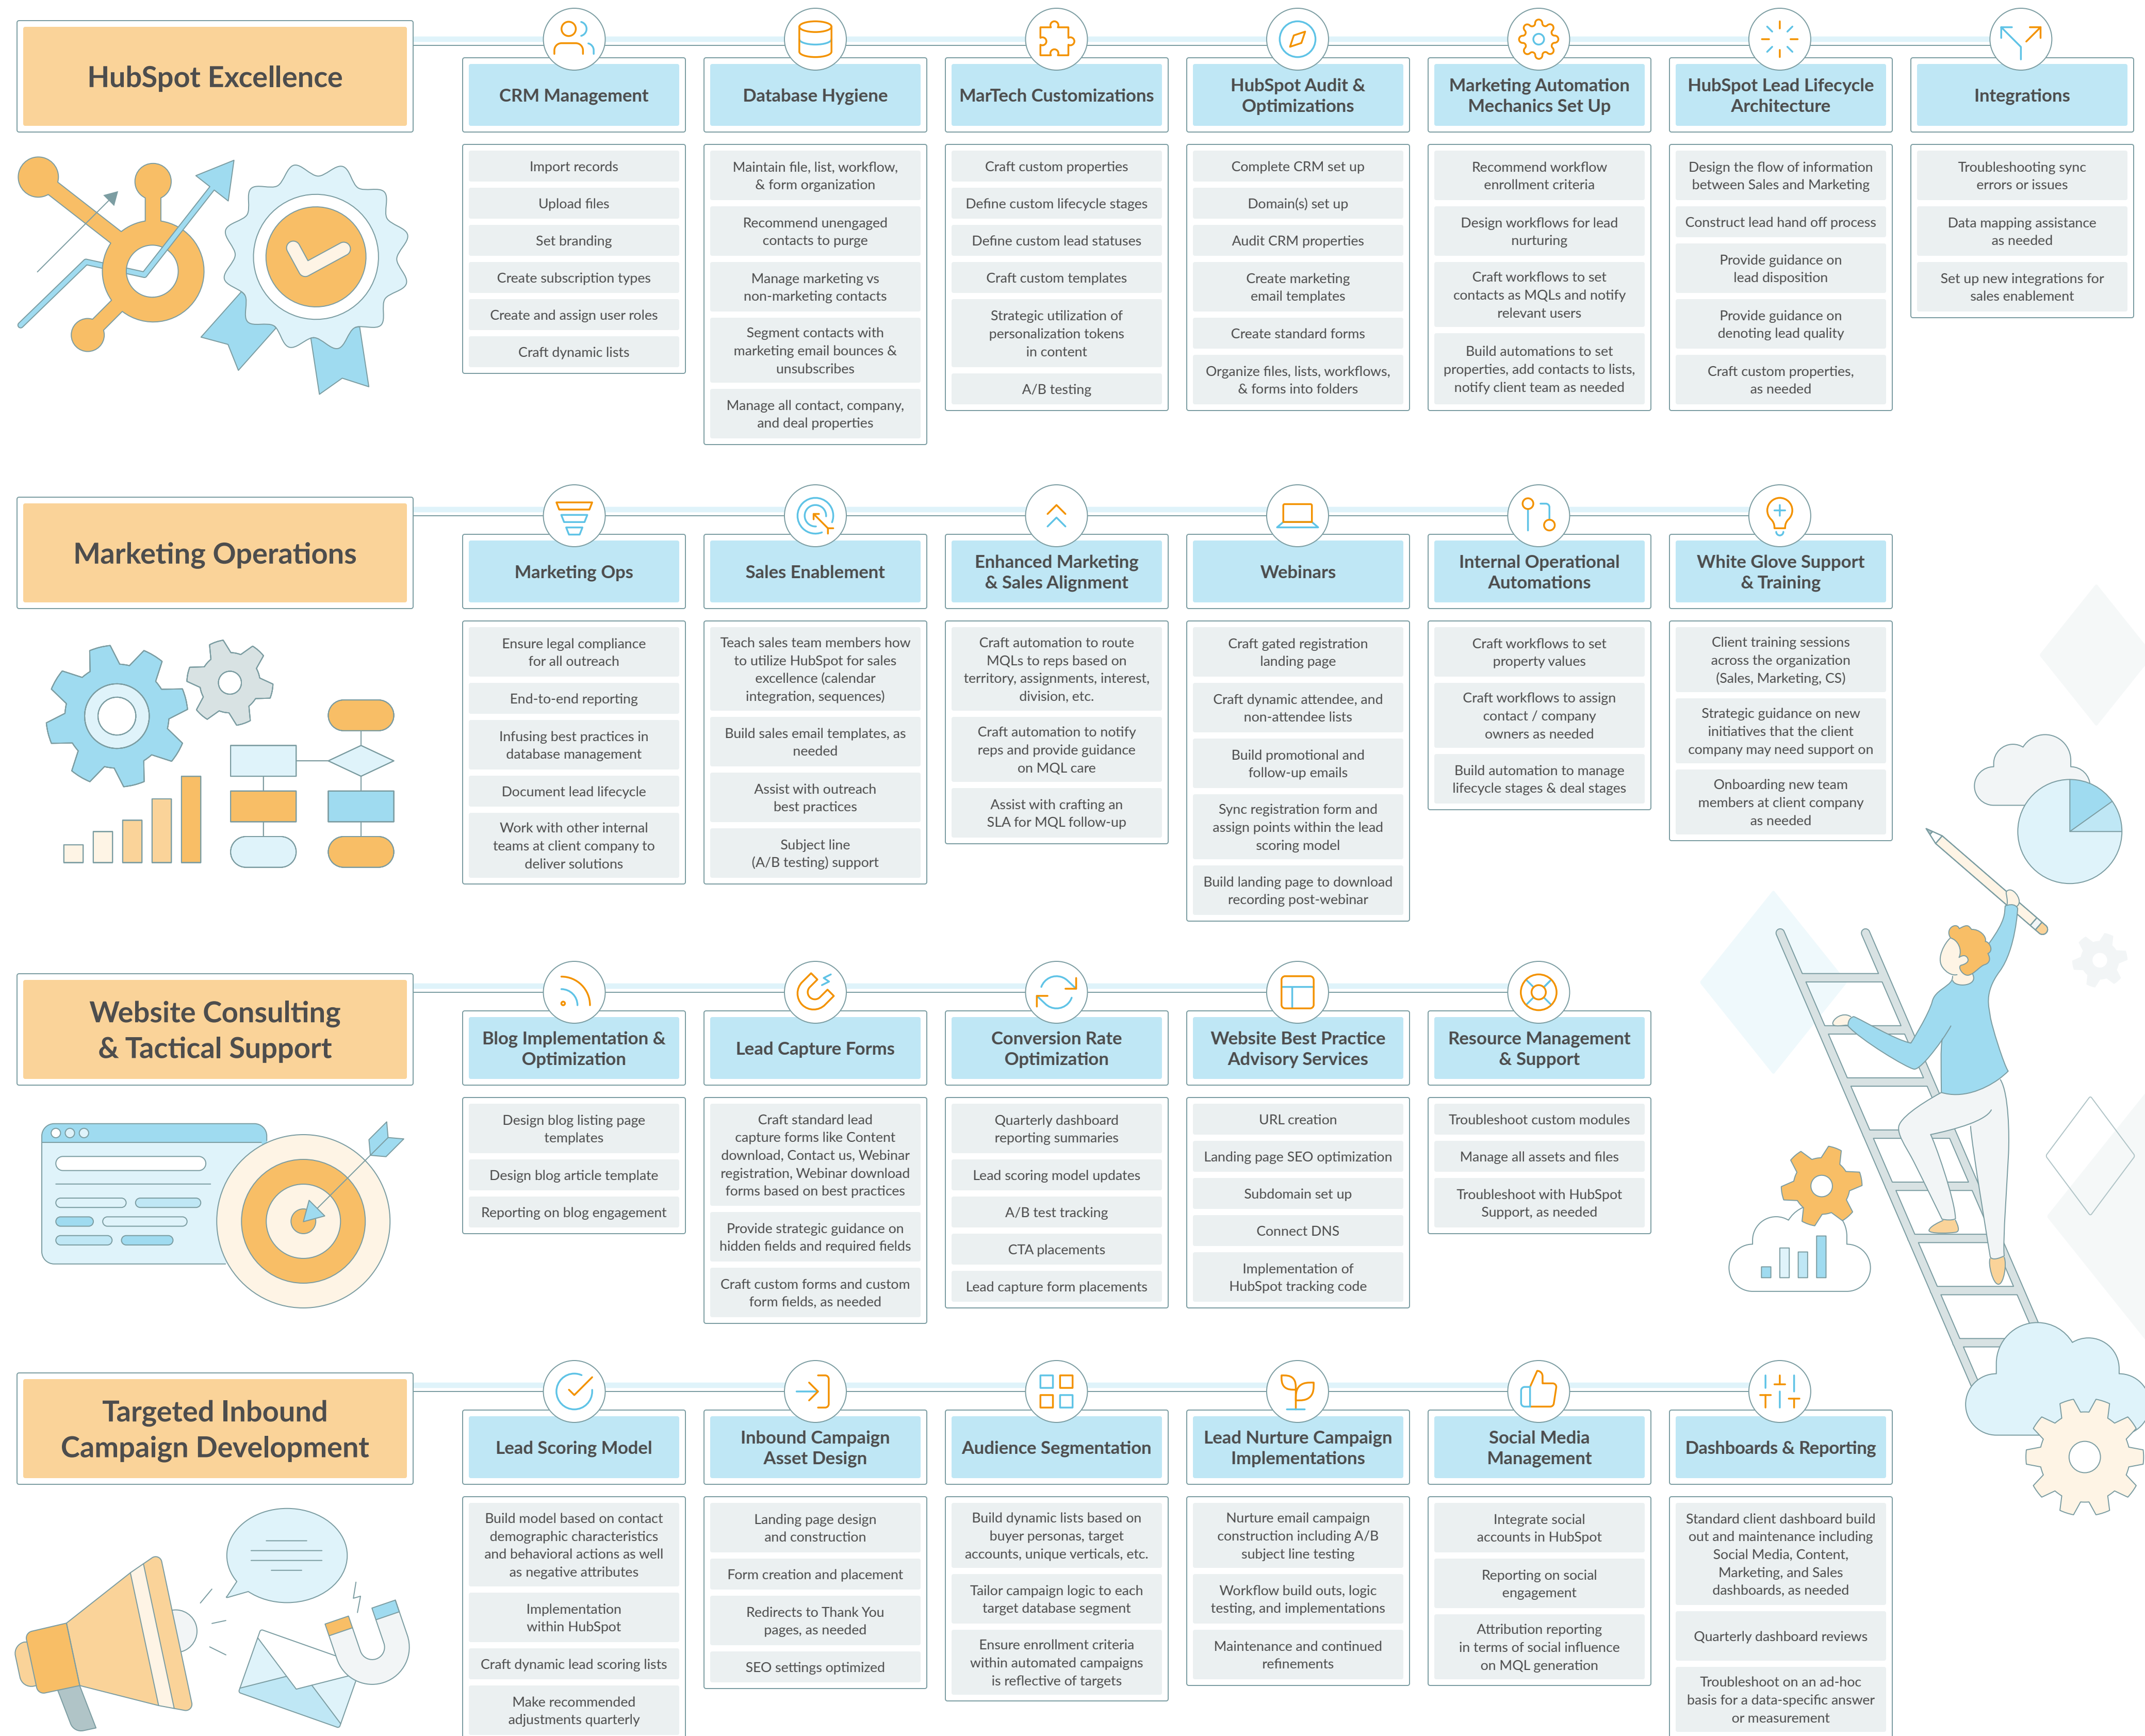 HubSpot Excellence
CRM Management
Import records
Upload files
Set branding
Create subscription types
Create and assign user roles
Craft dynamic lists
Database Hygiene
Maintain file, list, workflow,
& form organization
Recommend unengaged
contacts to purge
Manage marketing vs
non-marketing contacts
Segment contacts with
marketing email bounces &
unsubscribes
Manage all contact, company,
and deal properties
MarTech Customizations
Craft custom properties
Define custom lifecycle stages
Define custom lead statuses
Craft custom templates
Strategic utilization of
personalization tokens
in content
A/B testing
HubSpot Audit &
Optimizations
Complete CRM set up
Domain(s) set up
Audit CRM properties
Create marketing
email templates
Create standard forms
Organize files, lists, workflows,
& forms into folders
Marketing Automation
Mechanics Set Up
Recommend workflow
enrollment criteria
Design workflows for lead
nurturing
Craft workflows to set
contacts as MQLs and notify
relevant users
Build automations to set
properties, add contacts to lists,
notify client team as needed
HubSpot Lead Lifecycle
Architecture
Design the flow of information
between Sales and Marketing
Construct lead hand off process
Provide guidance on
lead disposition
Provide guidance on
denoting lead quality
Craft custom properties,
as needed
Integrations
Troubleshooting sync
errors or issues
Data mapping assistance
as needed
Set up new integrations for
sales enablement
Marketing Operations
Marketing Ops
Ensure legal compliance
for all outreach
End-to-end reporting
Infusing best practices in
database management
Document lead lifecycle
Work with other internal
teams at client company to
deliver solutions
Sales Enablement
Teach sales team members how
to utilize HubSpot for sales
excellence (calendar
integration, sequences)
Build sales email templates, as
needed
Assist with outreach
best practices
Subject line
(A/B testing) support
Enhanced Marketing
& Sales Alignment
Craft automation to route
MQLs to reps based on
territory, assignments, interest,
division, etc.
Craft automation to notify
reps and provide guidance
on MQL care
Assist with crafting an
SLA for MQL follow-up
Webinars
Craft gated registration
landing page
Craft dynamic attendee, and
non-attendee lists
Build promotional and
follow-up emails
Sync registration form and
assign points within the lead
scoring model
Build landing page to download
recording post-webinar
Internal Operational
Automations
Craft workflows to set
property values
Craft workflows to assign
contact / company
owners as needed
Build automation to manage
lifecycle stages & deal stages
White Glove Support
& Training
Client training sessions
across the organization
(Sales, Marketing, CS)
Strategic guidance on new
initiatives that the client
company may need support on
Onboarding new team
members at client company
as needed
Website Consulting
& Tactical Support
Blog Implementation &
Optimization
Design blog listing page
templates
Design blog article template
Reporting on blog engagement
Lead Capture Forms
Craft standard lead
capture forms like Content
download, Contact us, Webinar
registration, Webinar download
forms based on best practices
Provide strategic guidance on
hidden fields and required fields
Craft custom forms and custom
form fields, as needed
Conversion Rate
Optimization
Quarterly dashboard
reporting summaries
Lead scoring model updates
A/B test tracking
CTA placements
Lead capture form placements
Website Best Practice
Advisory Services
URL creation
Landing page SEO optimization
Subdomain set up
Connect DNS
Implementation of
HubSpot tracking code
Resource Management
& Support
Troubleshoot custom modules
Manage all assets and files
Troubleshoot with HubSpot
Support, as needed
Targeted Inbound
Campaign Development
Lead Scoring Model
Build model based on contact
demographic characteristics
and behavioral actions as well
as negative attributes
Implementation
within HubSpot
Craft dynamic lead scoring lists
Make recommended
adjustments quarterly
Inbound Campaign
Asset Design
Landing page design
and construction
Form creation and placement
Redirects to Thank You
pages, as needed
SEO settings optimized
Audience Segmentation
Build dynamic lists based on
buyer personas, target
accounts, unique verticals, etc.
Tailor campaign logic to each
target database segment
Ensure enrollment criteria
within automated campaigns
is reflective of targets
Lead Nurture Campaign
Implementations
Nurture email campaign
construction including A/B
subject line testing
Workflow build outs, logic
testing, and implementations
Maintenance and continued
refinements
Social Media
Management
Integrate social
accounts in HubSpot
Reporting on social
engagement
Attribution reporting
in terms of social influence
on MQL generation
Dashboards & Reporting
Standard client dashboard build
out and maintenance including
Social Media, Content,
Marketing, and Sales
dashboards, as needed
Quarterly dashboard reviews
Troubleshoot on an ad-hoc
basis for a data-specific answer
or measurement